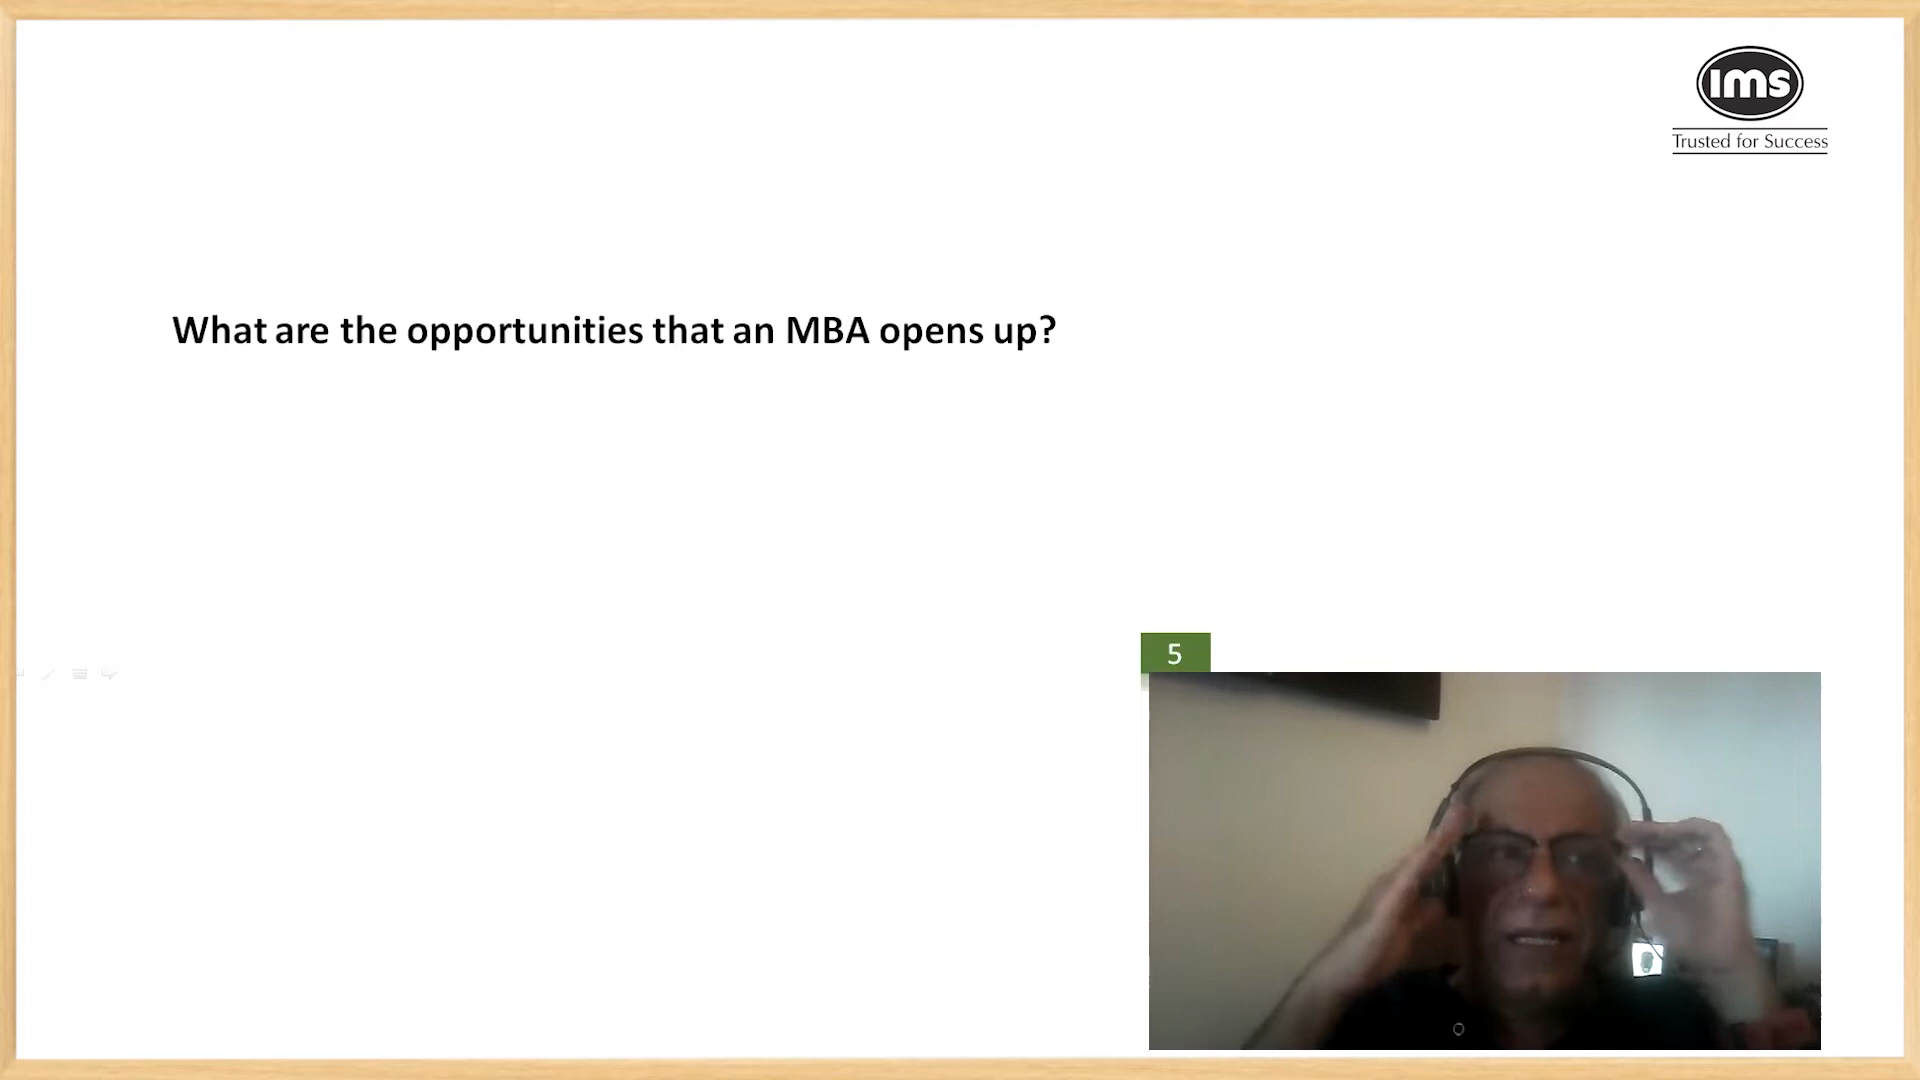 ims
Trusted for Success
What are the opportunities that an MBA opens up?
5